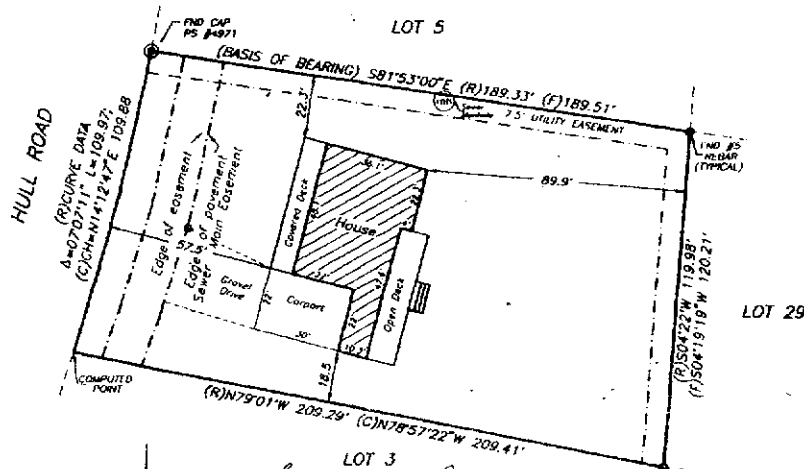 LOT 5
FND CAP
PS #4971
(BASIS OF BEARING) S81°53'00"E (R)189.33' (F)189.51'
7.5' UTILITY EASEMENT
FND #5
REBAR
(TYPICAL)
HULL ROAD
(R)CURVE DATA
Δ=07°07'11" L=109.97;
(C)CH=N14°12'47"E 109.88
22.3'
89.9'
Covered Deck
House
Open Deck
Edge of easement
Edge of pavement
Sewer Main Easement
57.5'
Gravel
Drive
Carport
22'
30'
10.2'
18.5
(R)S04°22'W 119.98'
(F)S04°19'19"W 120.21'
LOT 29
COMPUTED
POINT
(R)N79°01'W 209.29' (C)N78°57'22"W 209.41'
LOT 3